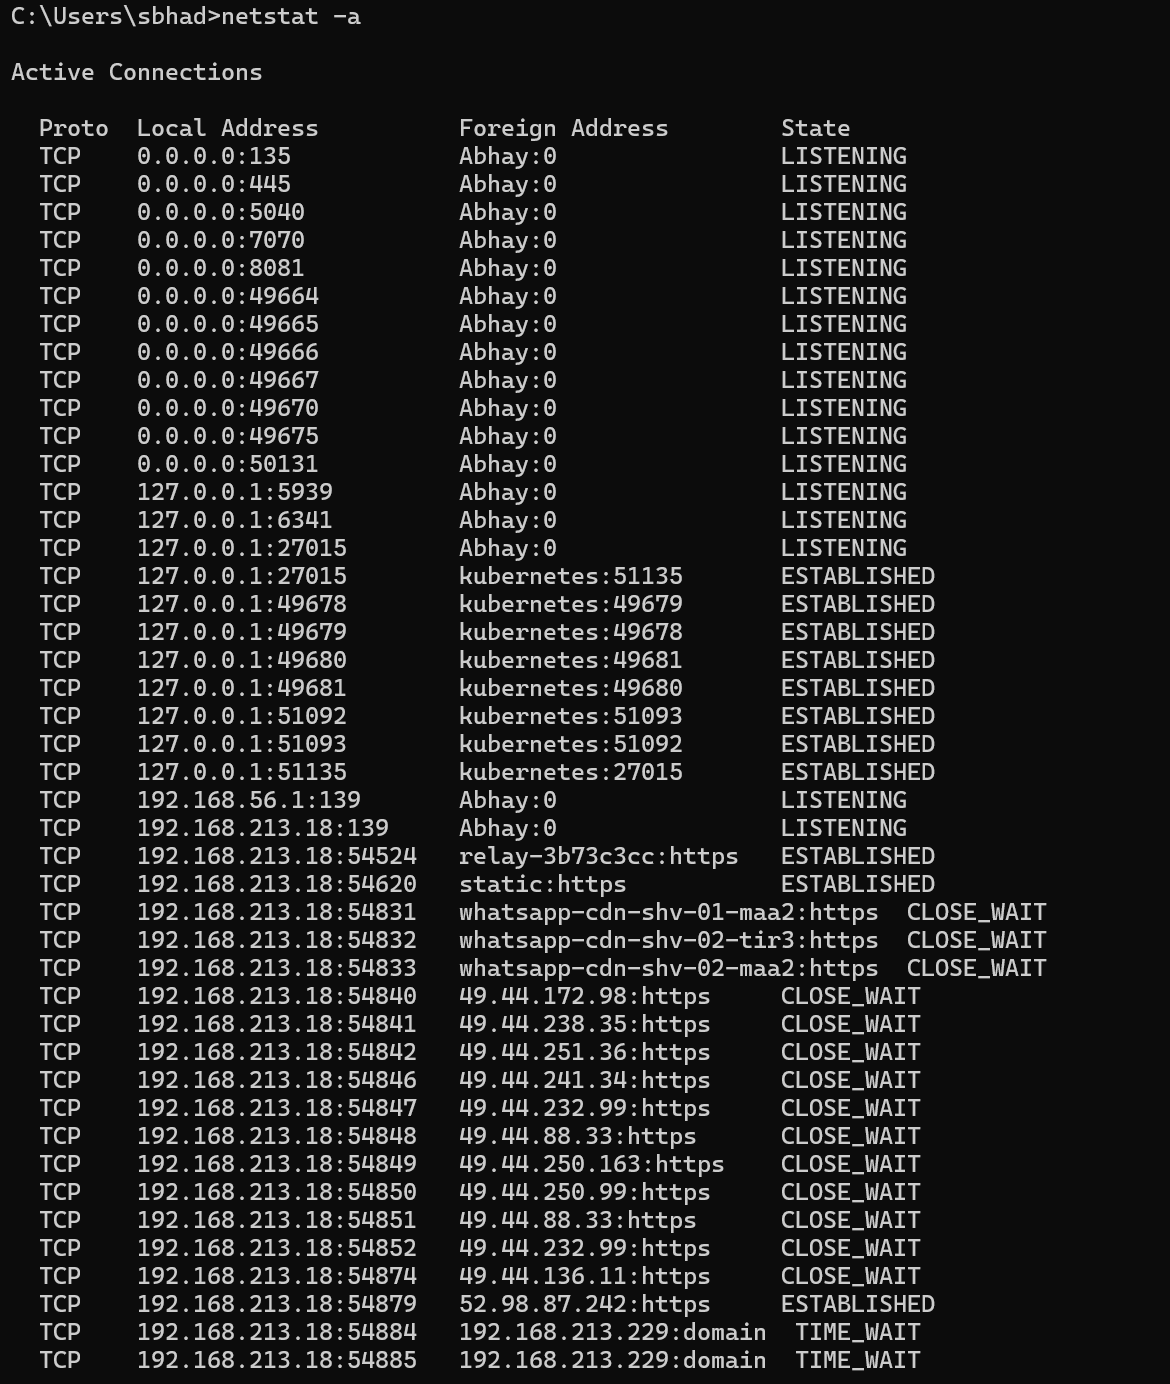 C:\Users\sbhad>netstat -a
Active Connections
Proto  Local Address          Foreign Address        State
TCP    0.0.0.0:135            Abhay:0                LISTENING
TCP    0.0.0.0:445            Abhay:0                LISTENING
TCP    0.0.0.0:5040           Abhay:0                LISTENING
TCP    0.0.0.0:7070           Abhay:0                LISTENING
TCP    0.0.0.0:8081           Abhay:0                LISTENING
TCP    0.0.0.0:49664          Abhay:0                LISTENING
TCP    0.0.0.0:49665          Abhay:0                LISTENING
TCP    0.0.0.0:49666          Abhay:0                LISTENING
TCP    0.0.0.0:49667          Abhay:0                LISTENING
TCP    0.0.0.0:49670          Abhay:0                LISTENING
TCP    0.0.0.0:49675          Abhay:0                LISTENING
TCP    0.0.0.0:50131          Abhay:0                LISTENING
TCP    127.0.0.1:5939         Abhay:0                LISTENING
TCP    127.0.0.1:6341         Abhay:0                LISTENING
TCP    127.0.0.1:27015        Abhay:0                LISTENING
TCP    127.0.0.1:27015        kubernetes:51135       ESTABLISHED
TCP    127.0.0.1:49678        kubernetes:49679       ESTABLISHED
TCP    127.0.0.1:49679        kubernetes:49678       ESTABLISHED
TCP    127.0.0.1:49680        kubernetes:49681       ESTABLISHED
TCP    127.0.0.1:49681        kubernetes:49680       ESTABLISHED
TCP    127.0.0.1:51092        kubernetes:51093       ESTABLISHED
TCP    127.0.0.1:51093        kubernetes:51092       ESTABLISHED
TCP    127.0.0.1:51135        kubernetes:27015       ESTABLISHED
TCP    192.168.56.1:139       Abhay:0                LISTENING
TCP    192.168.213.18:139     Abhay:0                LISTENING
TCP    192.168.213.18:54524   relay-3b73c3cc:https   ESTABLISHED
TCP    192.168.213.18:54620   static:https           ESTABLISHED
TCP    192.168.213.18:54831   whatsapp-cdn-shv-01-maa2:https  CLOSE_WAIT
TCP    192.168.213.18:54832   whatsapp-cdn-shv-02-tir3:https  CLOSE_WAIT
TCP    192.168.213.18:54833   whatsapp-cdn-shv-02-maa2:https  CLOSE_WAIT
TCP    192.168.213.18:54840   49.44.172.98:https     CLOSE_WAIT
TCP    192.168.213.18:54841   49.44.238.35:https     CLOSE_WAIT
TCP    192.168.213.18:54842   49.44.251.36:https     CLOSE_WAIT
TCP    192.168.213.18:54846   49.44.241.34:https     CLOSE_WAIT
TCP    192.168.213.18:54847   49.44.232.99:https     CLOSE_WAIT
TCP    192.168.213.18:54848   49.44.88.33:https      CLOSE_WAIT
TCP    192.168.213.18:54849   49.44.250.163:https    CLOSE_WAIT
TCP    192.168.213.18:54850   49.44.250.99:https     CLOSE_WAIT
TCP    192.168.213.18:54851   49.44.88.33:https      CLOSE_WAIT
TCP    192.168.213.18:54852   49.44.232.99:https     CLOSE_WAIT
TCP    192.168.213.18:54874   49.44.136.11:https     CLOSE_WAIT
TCP    192.168.213.18:54879   52.98.87.242:https     ESTABLISHED
TCP    192.168.213.18:54884   192.168.213.229:domain  TIME_WAIT
TCP    192.168.213.18:54885   192.168.213.229:domain  TIME_WAIT